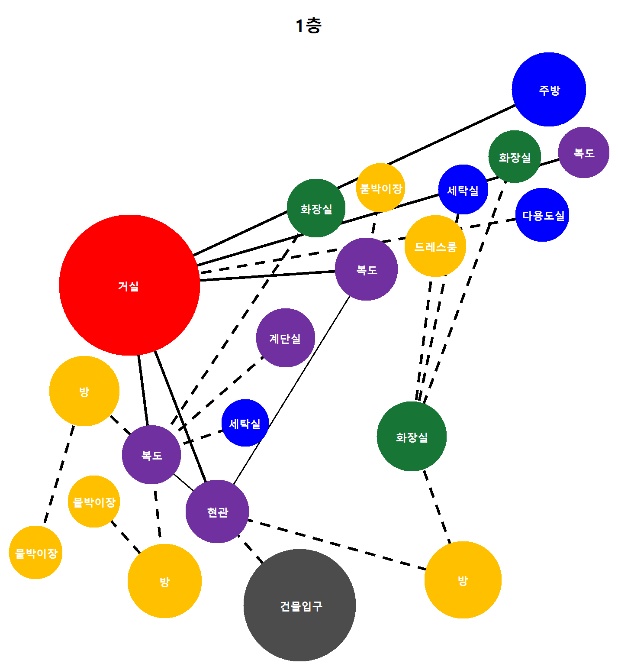 1층
주방
화장실
복도
붙박이장
세탁실
화장실
다용도실
드레스룸
복도
거실
계단실
방
세탁실
화장실
복도
붙박이장
현관
붙박이장
방
방
건물입구